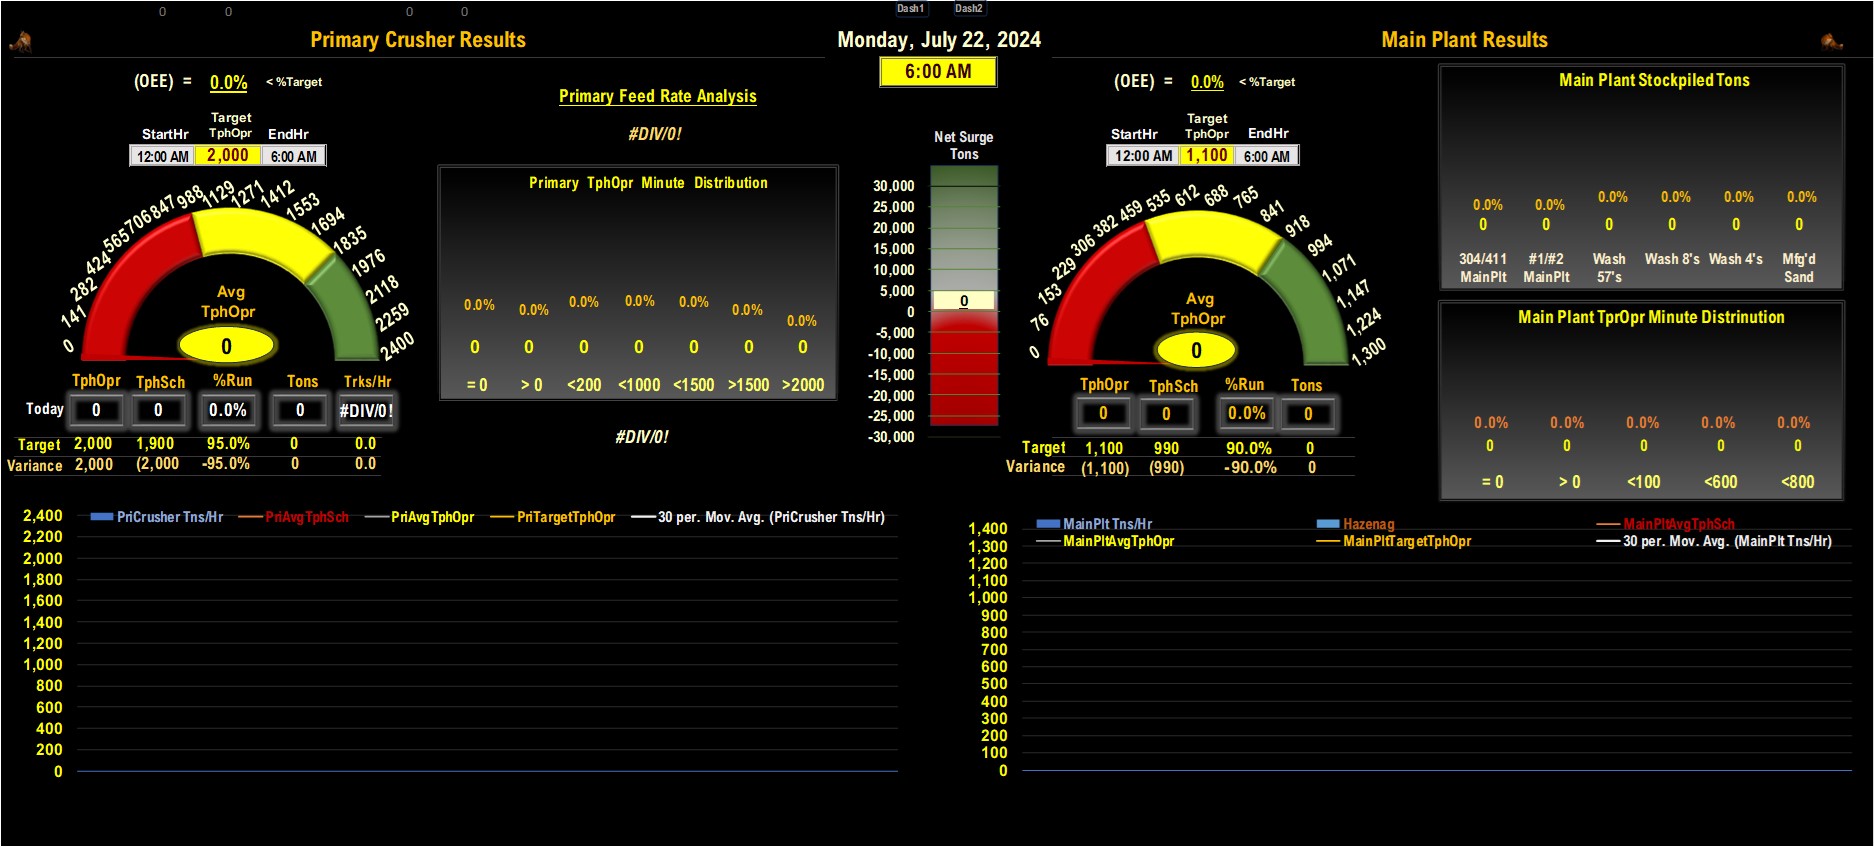 0 0 0 0 Dash1 Dash2
Primary Crusher Results
Monday, July 22, 2024
Main Plant Results
6:00 AM
(OEE) = 0.0% < %Target
Target
StartHr TphOpr EndHr
12:00 AM 2,000 6:00 AM
0 141 282 424 565 706 847 988 1129 1271 1412 1553 1694 1835 1976 2118 2259 2400
Avg
TphOpr
0
TphOpr TphSch %Run Tons Trks/Hr
Today 0 0 0.0% 0 #DIV/0!
Target 2,000 1,900 95.0% 0 0.0
Variance 2,000 (2,000 -95.0% 0 0.0
Primary Feed Rate Analysis
#DIV/0!
Primary TphOpr Minute Distribution
0.0% 0.0% 0.0% 0.0% 0.0% 0.0% 0.0%
0 0 0 0 0 0 0
= 0 > 0 <200 <1000 <1500 >1500 >2000
#DIV/0!
Net Surge
Tons
30,000
25,000
20,000
15,000
10,000
5,000
0
0
-5,000
-10,000
-15,000
-20,000
-25,000
-30,000
(OEE) = 0.0% < %Target
Target
StartHr TphOpr EndHr
12:00 AM 1,100 6:00 AM
0 76 153 229 306 382 459 535 612 688 765 841 918 994 1,071 1,147 1,224 1,300
Avg
TphOpr
0
TphOpr TphSch %Run Tons
0 0 0.0% 0
Target 1,100 990 90.0% 0
Variance (1,100) (990) -90.0% 0
Main Plant Stockpiled Tons
0.0% 0.0% 0.0% 0.0% 0.0% 0.0%
0 0 0 0 0 0
304/411 #1/#2 Wash Wash 8's Wash 4's Mfg'd
MainPlt MainPlt 57's Sand
Main Plant TprOpr Minute Distrinution
0.0% 0.0% 0.0% 0.0% 0.0%
0 0 0 0 0
= 0 > 0 <100 <600 <800
PriCrusher Tns/Hr PriAvgTphSch PriAvgTphOpr PriTargetTphOpr 30 per. Mov. Avg. (PriCrusher Tns/Hr)
2,400
2,200
2,000
1,800
1,600
1,400
1,200
1,000
800
600
400
200
0
MainPlt Tns/Hr Hazenag MainPltAvgTphSch
MainPltAvgTphOpr MainPltTargetTphOpr 30 per. Mov. Avg. (MainPlt Tns/Hr)
1,400
1,300
1,200
1,100
1,000
900
800
700
600
500
400
300
200
100
0